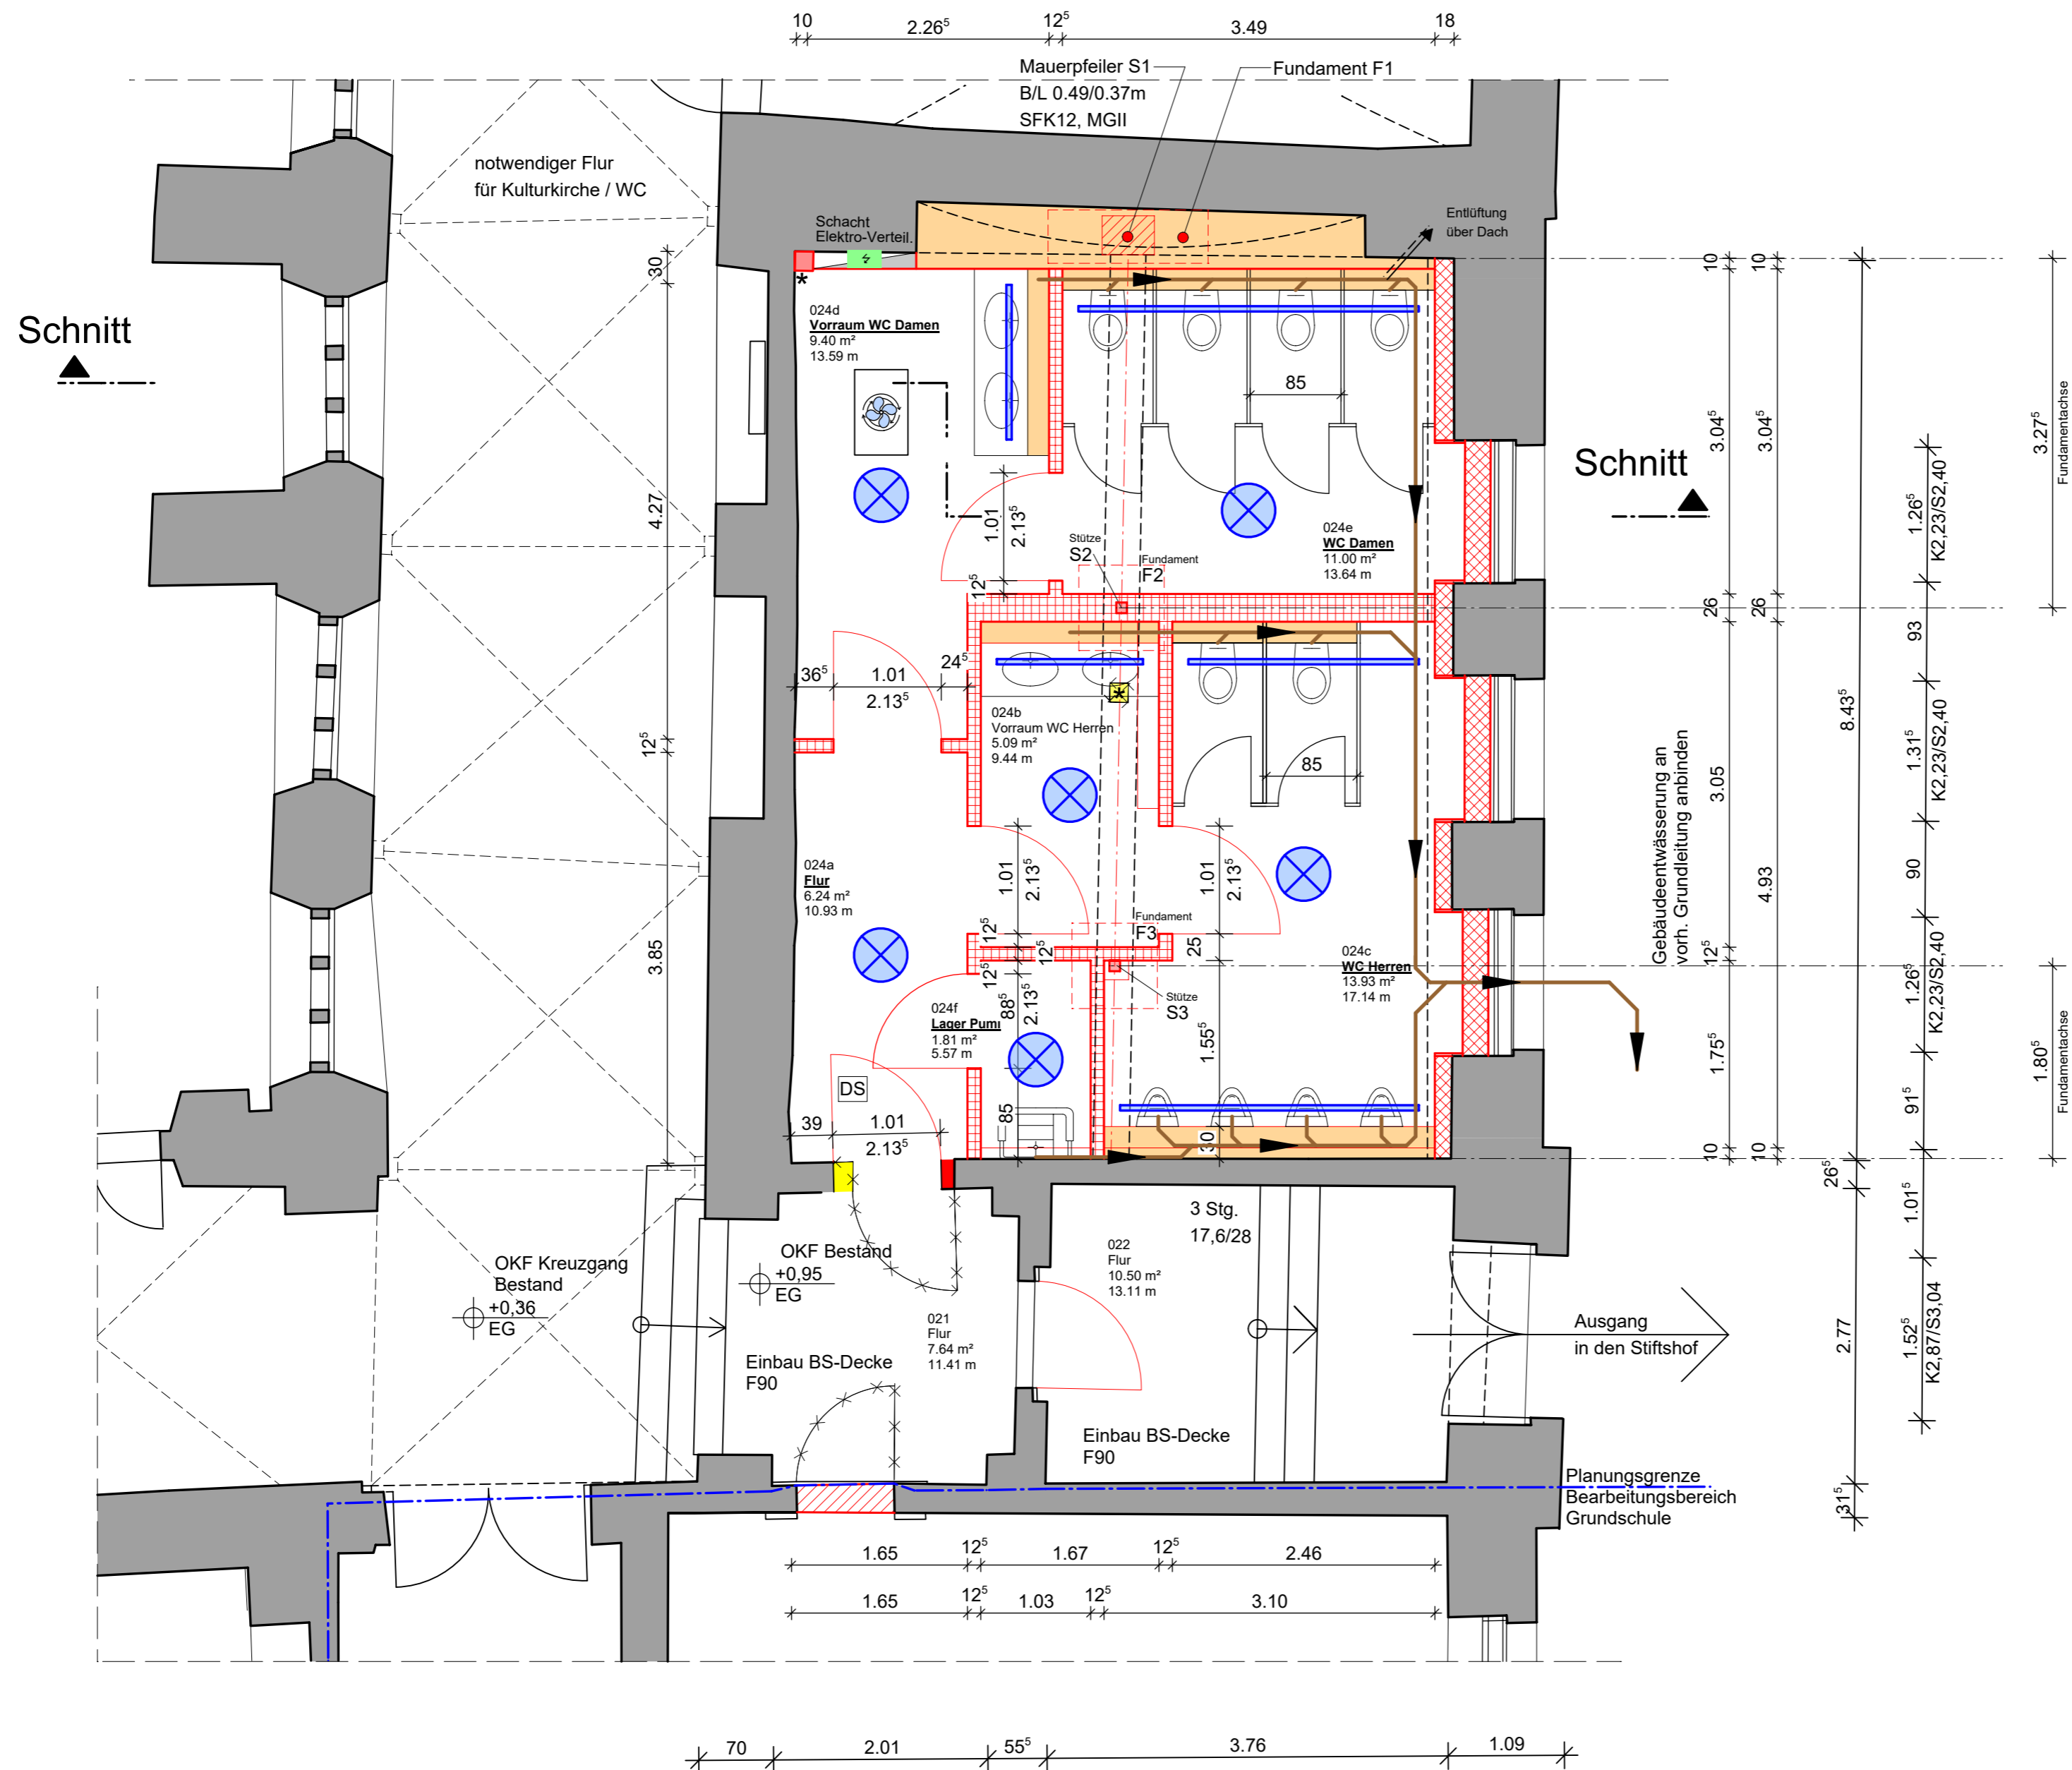 10
2.26⁵
12⁵
3.49
18
Mauerpfeiler S1
B/L 0.49/0.37m
SFK12, MGII
Fundament F1
notwendiger Flur
für Kulturkirche / WC
Schacht
Elektro-Verteil.
Entlüftung
über Dach
*
Schnitt
Schnitt
024d
Vorraum WC Damen
9.40 m²
13.59 m
85
1.01
2.13⁵
12⁵
Stütze
S2
Fundament
F2
024e
WC Damen
11.00 m²
13.64 m
30
4.27
12⁵
3.85
36⁵
1.01
2.13⁵
24⁵
*
024b
Vorraum WC Herren
5.09 m²
9.44 m
85
024a
Flur
6.24 m²
10.93 m
1.01
2.13⁵
12⁵
12⁵
12⁵
1.01
2.13⁵
25
Fundament
F3
Stütze
S3
024c
WC Herren
13.93 m²
17.14 m
024f
Lager Pumi
1.81 m²
5.57 m
88⁵
2.13⁵
1.55⁵
85
30
DS
39
1.01
2.13⁵
10
3.04⁵
26
3.05
12⁵
1.75⁵
10
10
3.04⁵
26
4.93
10
8.43⁵
26⁵
2.77
31⁵
1.26⁵
K2,23/S2,40
93
1.31⁵
K2,23/S2,40
90
1.26⁵
K2,23/S2,40
91⁵
1.01⁵
1.52⁵
K2,87/S3,04
3.27⁵
Fundamentachse
1.80⁵
Fundamentachse
Gebäudeentwässerung an
vorh. Grundleitung anbinden
OKF Kreuzgang
Bestand
+0,36
EG
OKF Bestand
+0,95
EG
3 Stg.
17,6/28
022
Flur
10.50 m²
13.11 m
021
Flur
7.64 m²
11.41 m
Einbau BS-Decke
F90
Einbau BS-Decke
F90
Ausgang
in den Stiftshof
Planungsgrenze
Bearbeitungsbereich
Grundschule
1.65
12⁵
1.67
12⁵
2.46
1.65
12⁵
1.03
12⁵
3.10
70
2.01
55⁵
3.76
1.09